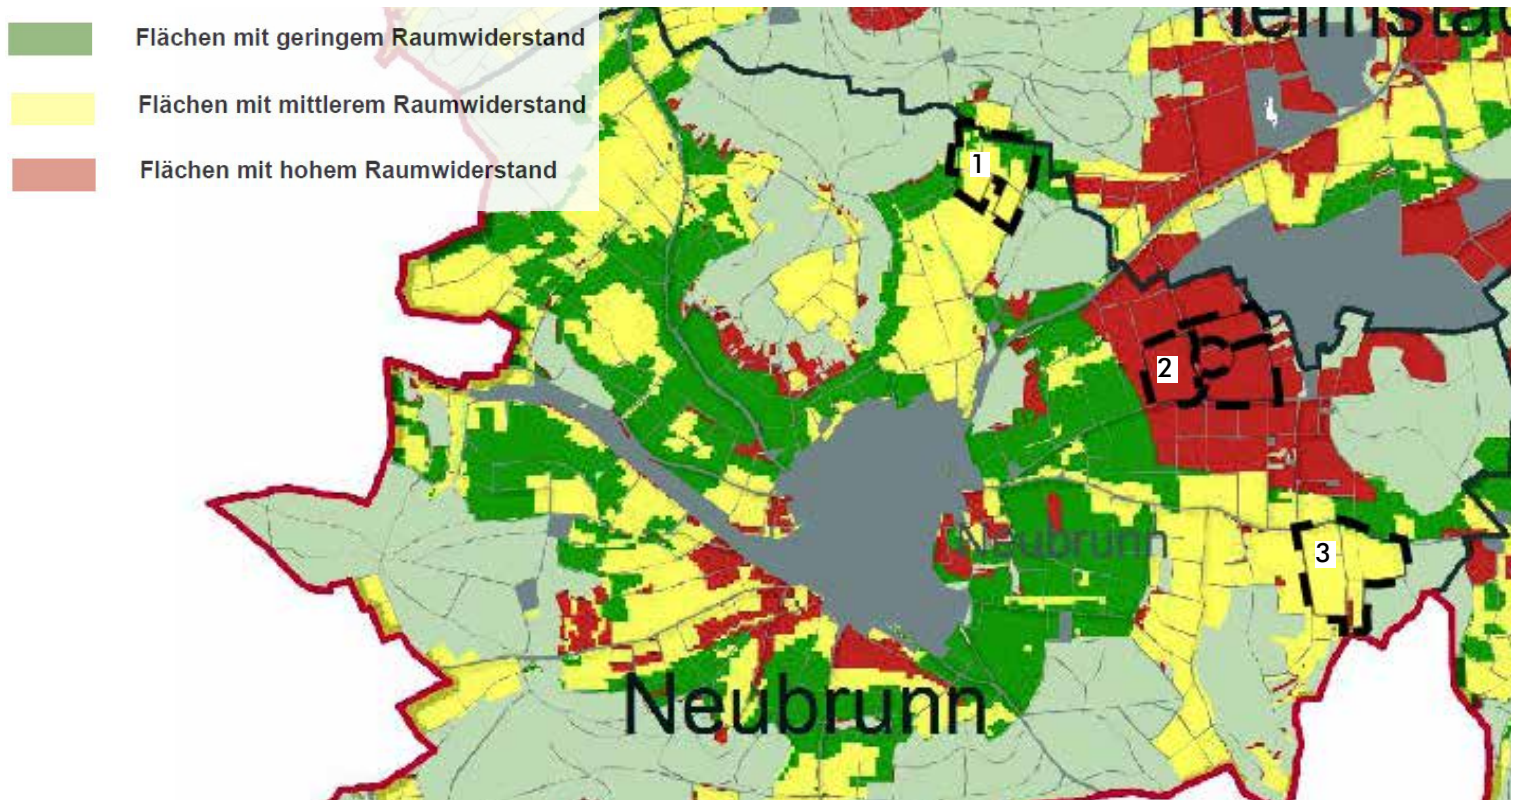 Flächen mit geringem Raumwiderstand
Flächen mit mittlerem Raumwiderstand
Flächen mit hohem Raumwiderstand
1
2
3
Neubrunn
Neubrunn